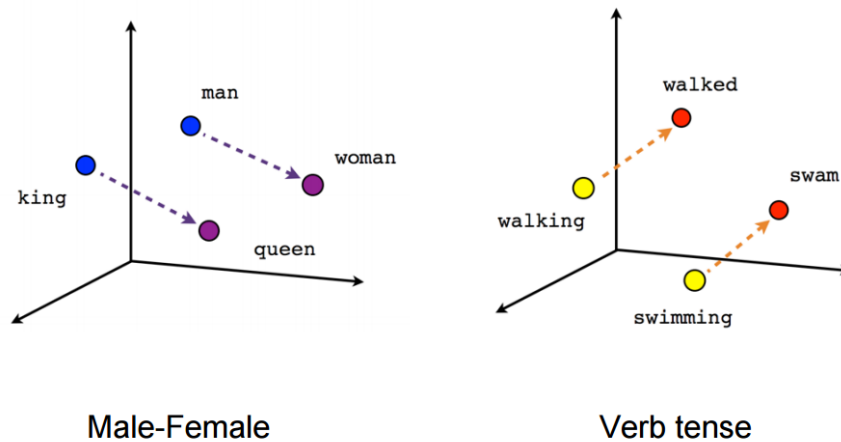 man
woman
king
queen
walked
swam
walking
swimming
Male-Female
Verb tense